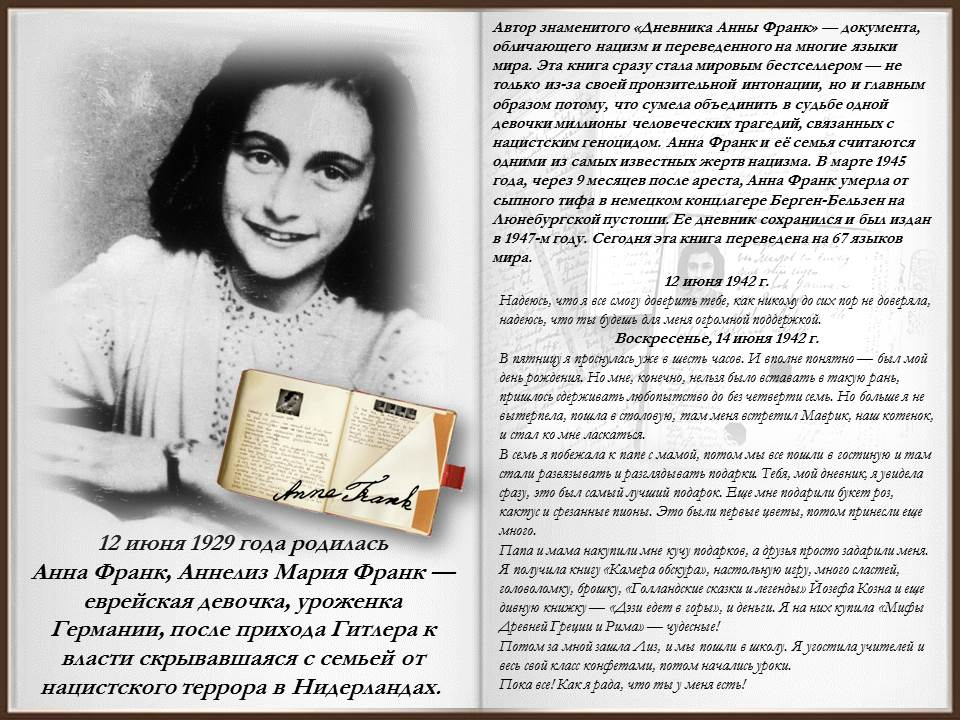 Anne Frank
12 июня 1929 года родилась
Анна Франк, Аннелиз Мария Франк —
еврейская девочка, уроженка
Германии, после прихода Гитлера к
власти скрывавшаяся с семьей от
нацистского террора в Нидерландах.
Автор знаменитого «Дневника Анны Франк» — документа,
обличающего нацизм и переведенного на многие языки
мира. Эта книга сразу стала мировым бестселлером — не
только из-за своей пронзительной интонации, но и главным
образом потому, что сумела объединить в судьбе одной
девочки миллионы человеческих трагедий, связанных с
нацистским геноцидом. Анна Франк и её семья считаются
одними из самых известных жертв нацизма. В марте 1945
года, через 9 месяцев после ареста, Анна Франк умерла от
сыпного тифа в немецком концлагере Берген-Бельзен на
Люнебургской пустоши. Ее дневник сохранился и был издан
в 1947-м году. Сегодня эта книга переведена на 67 языков
мира.
12 июня 1942 г.
Надеюсь, что я все смогу доверить тебе, как никому до сих пор не доверяла,
надеюсь, что ты будешь для меня огромной поддержкой.
Воскресенье, 14 июня 1942 г.
В пятницу я проснулась уже в шесть часов. И вполне понятно — был мой
день рождения. Но мне, конечно, нельзя было вставать в такую рань,
пришлось сдерживать любопытство до без четверти семь. Но больше я не
вытерпела, пошла в столовую, там меня встретил Маврик, наш котенок,
и стал ко мне ласкаться.
В семь я побежала к папе с мамой, потом мы все пошли в гостиную и там
стали развязывать и разглядывать подарки. Тебя, мой дневник, я увидела
сразу, это был самый лучший подарок. Еще мне подарили букет роз,
кактус и срезанные пионы. Это были первые цветы, потом принесли еще
много.
Папа и мама накупили мне кучу подарков, а друзья просто задарили меня.
Я получила книгу «Камера обскура», настольную игру, много сластей,
головоломку, брошку, «Голландские сказки и легенды» Йозефа Козна и еще
дивную книжку — «Дэзи едет в горы», и деньги. Я на них купила «Мифы
Древней Греции и Рима» — чудесные!
Потом за мной зашла Лиз, и мы пошли в школу. Я угостила учителей и
весь свой класс конфетами, потом начались уроки.
Пока все! Как я рада, что ты у меня есть!